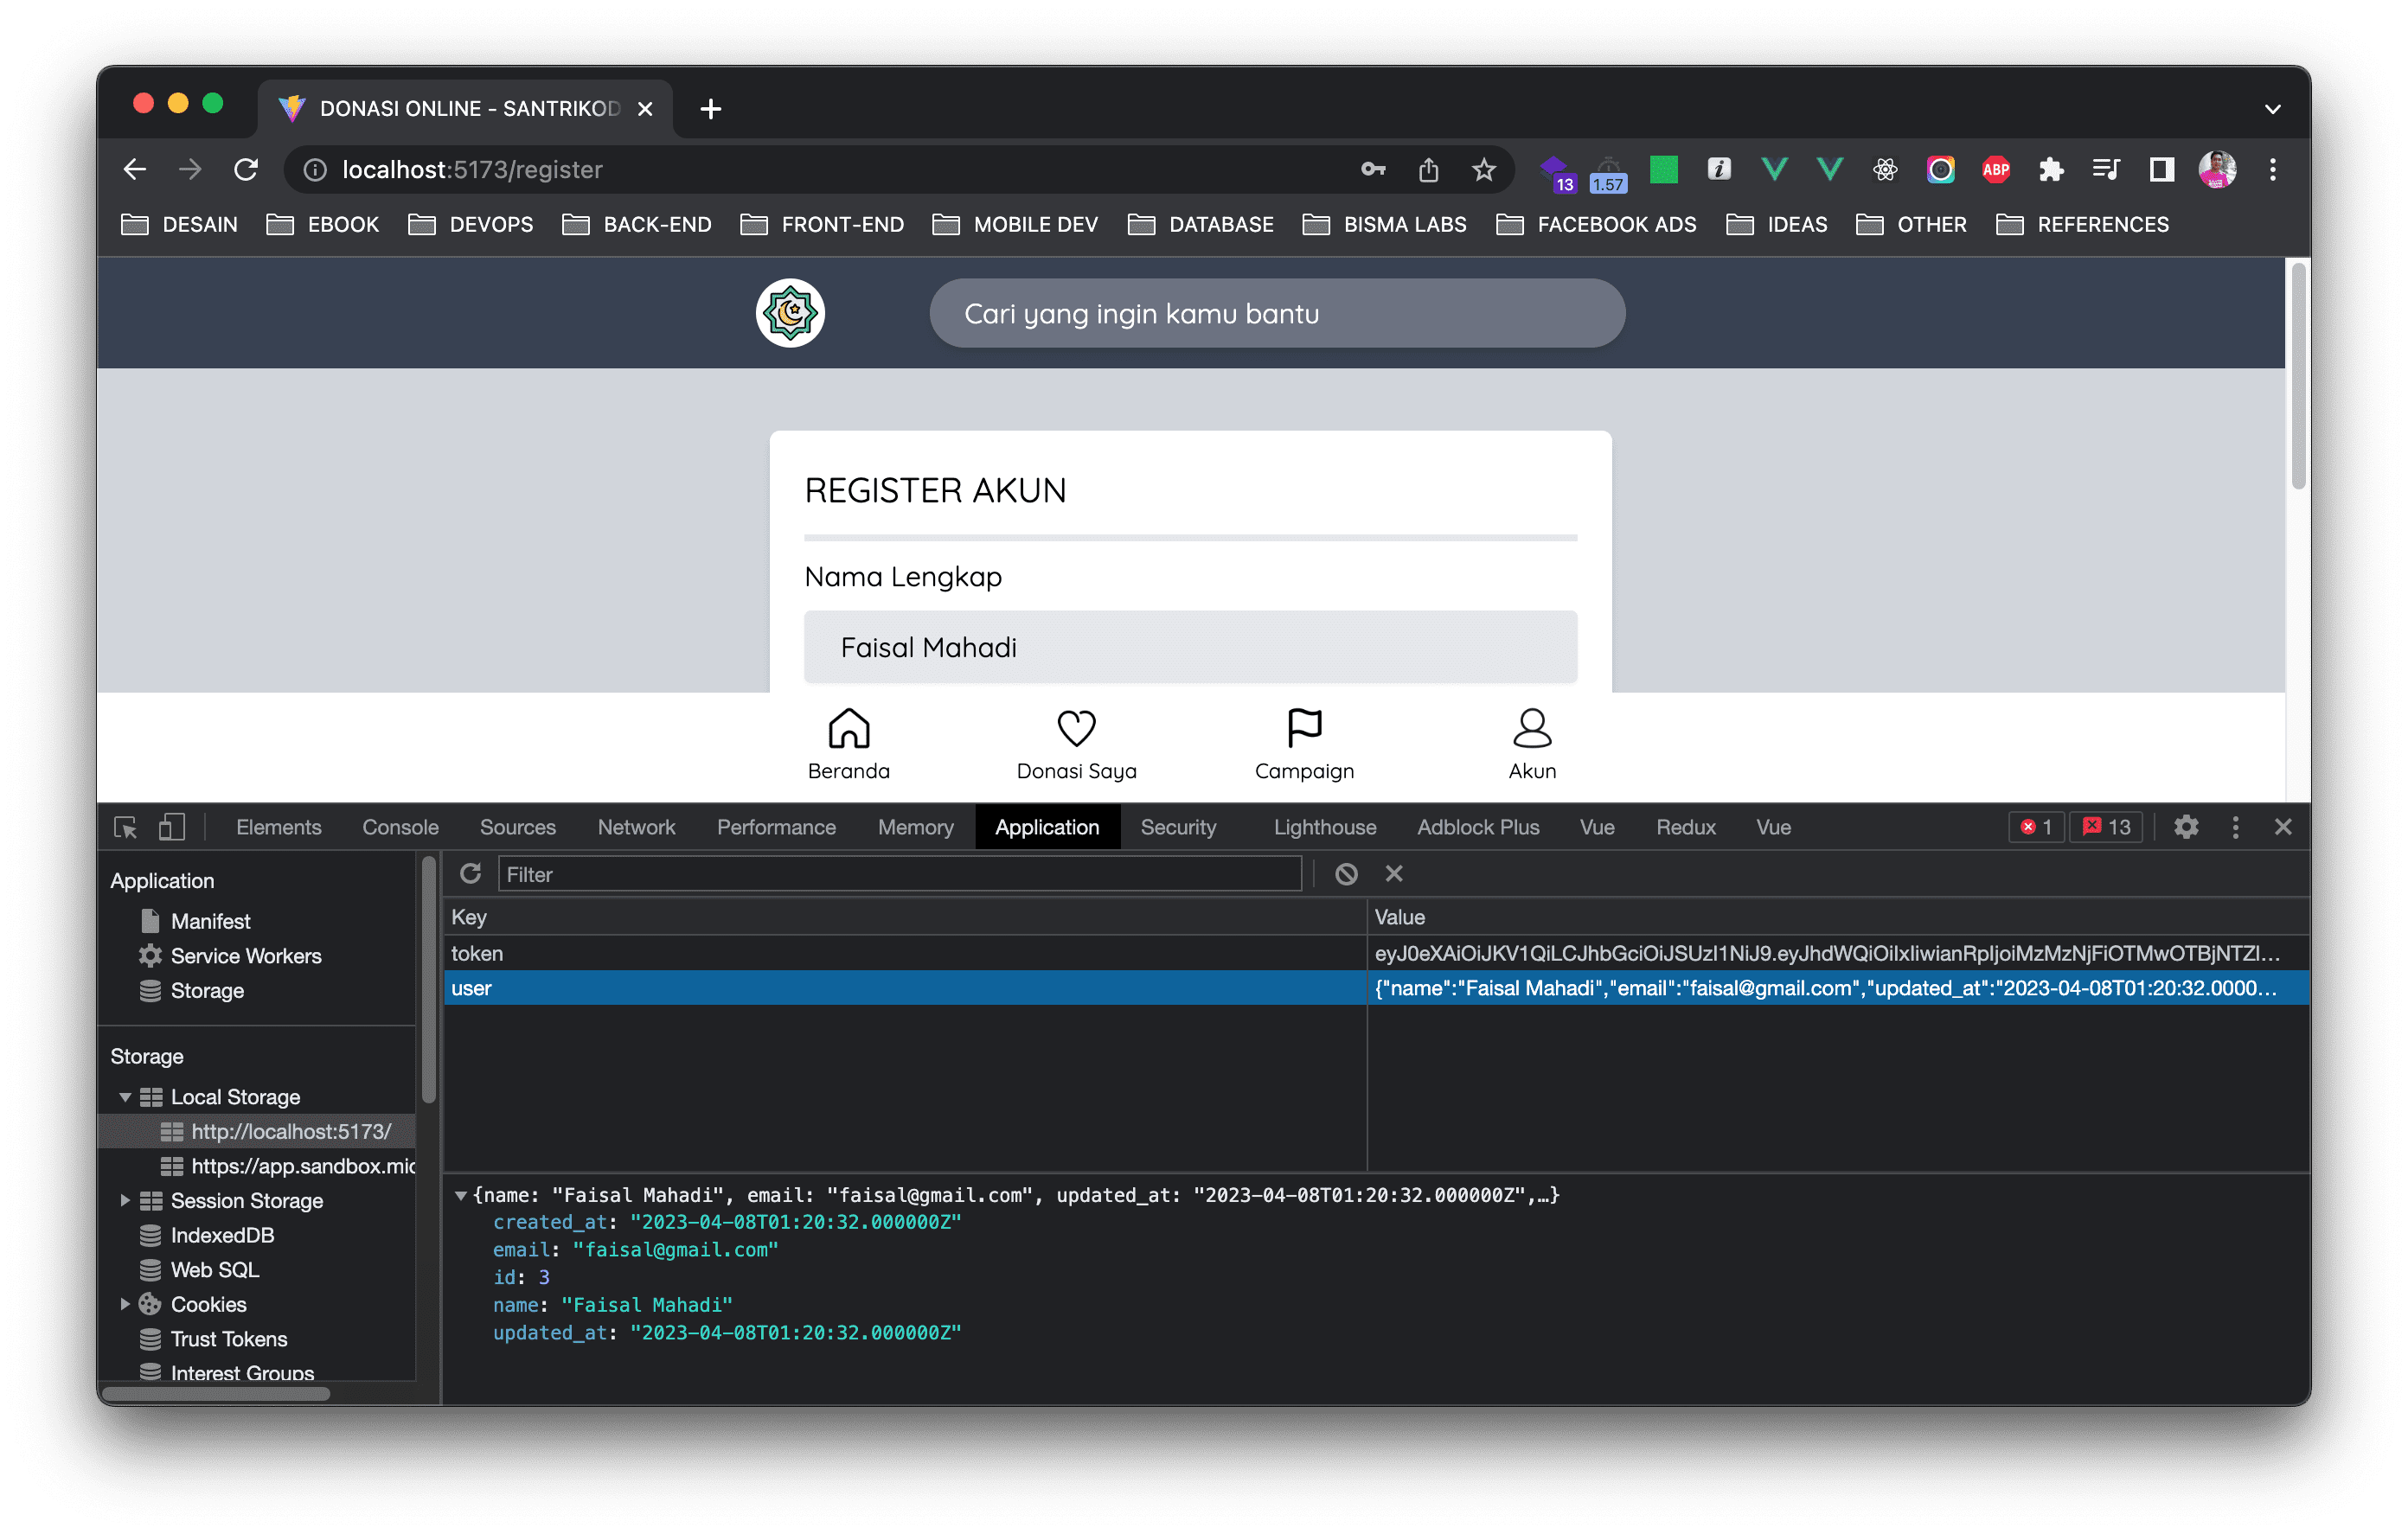 DONASI ONLINE - SANTRIKOD
localhost:5173/register
13
1.57
ABP
DESAIN EBOOK DEVOPS BACK-END FRONT-END MOBILE DEV DATABASE BISMA LABS FACEBOOK ADS IDEAS OTHER REFERENCES
Cari yang ingin kamu bantu
REGISTER AKUN
Nama Lengkap
Faisal Mahadi
Beranda Donasi Saya Campaign Akun
Elements Console Sources Network Performance Memory Application Security Lighthouse Adblock Plus Vue Redux Vue 1 13
Application
Manifest
Service Workers
Storage
Storage
Local Storage
http://localhost:5173/
https://app.sandbox.mid
Session Storage
IndexedDB
Web SQL
Cookies
Trust Tokens
Interest Groups
Filter
Key Value
token eyJ0eXAiOiJKV1QiLCJhbGciOiJSUzI1NiJ9.eyJhdWQiOiIxIiwianRpIjoiMzMzNjFiOTMwOTBjNTZl…
user {"name":"Faisal Mahadi","email":"faisal@gmail.com","updated_at":"2023-04-08T01:20:32.0000…
{name: "Faisal Mahadi", email: "faisal@gmail.com", updated_at: "2023-04-08T01:20:32.000000Z",…}
created_at: "2023-04-08T01:20:32.000000Z"
email: "faisal@gmail.com"
id: 3
name: "Faisal Mahadi"
updated_at: "2023-04-08T01:20:32.000000Z"